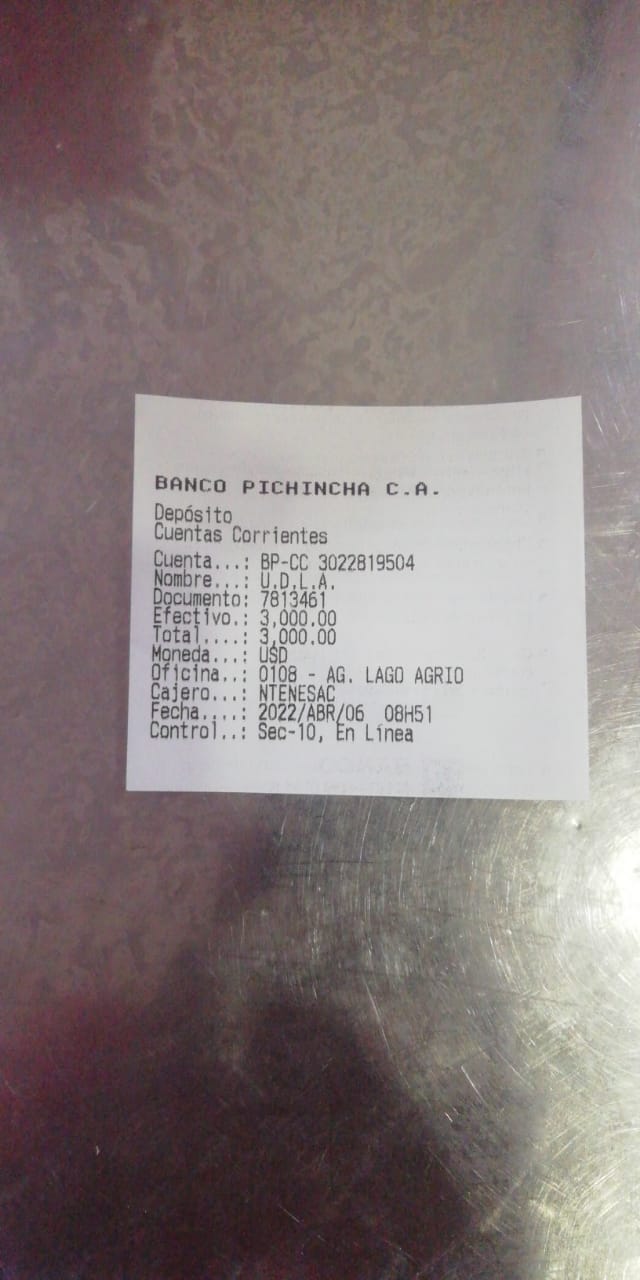 BANCO PICHINCHA C.A.
Depósito
Cuentas Corrientes
Cuenta...: BP-CC 3022819504
Nombre...: U.D.L.A.
Documento: 7813461
Efectivo.: 3,000.00
Total....: 3,000.00
Moneda...: USD
Oficina..: 0108 - AG. LAGO AGRIO
Cajero...: NTENESAC
Fecha....: 2022/ABR/06 08H51
Control..: Sec-10, En Línea